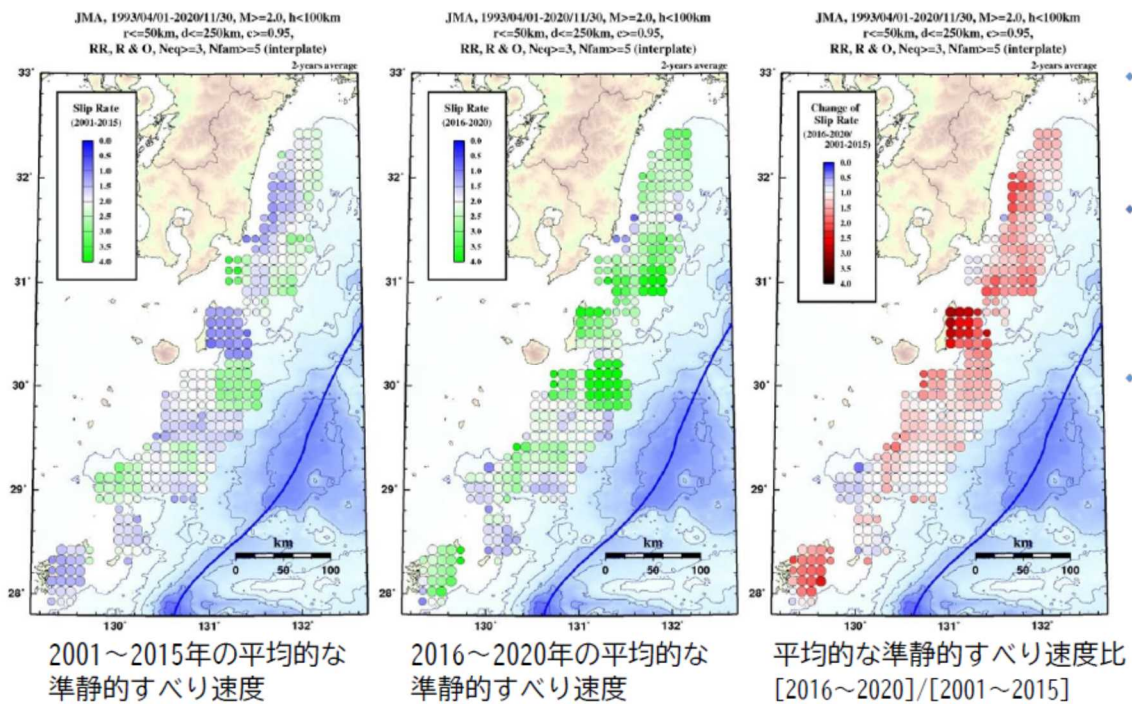 JMA, 1993/04/01-2020/11/30, M>=2.0, h<100km
r<=50km, d<=250km, c>=0.95,
RR, R & O, Neq>=3, Nfam>=5 (interplate)
2-years average
33˚
32˚
31˚
30˚
29˚
28˚
Slip Rate
(2001-2015)
0.0
0.5
1.0
1.5
2.0
2.5
3.0
3.5
4.0
km
0 50 100
130˚ 131˚ 132˚
2001～2015年の平均的な
準静的すべり速度
JMA, 1993/04/01-2020/11/30, M>=2.0, h<100km
r<=50km, d<=250km, c>=0.95,
RR, R & O, Neq>=3, Nfam>=5 (interplate)
2-years average
33˚
32˚
31˚
30˚
29˚
28˚
Slip Rate
(2016-2020)
0.0
0.5
1.0
1.5
2.0
2.5
3.0
3.5
4.0
km
0 50 100
130˚ 131˚ 132˚
2016～2020年の平均的な
準静的すべり速度
JMA, 1993/04/01-2020/11/30, M>=2.0, h<100km
r<=50km, d<=250km, c>=0.95,
RR, R & O, Neq>=3, Nfam>=5 (interplate)
2-years average
33˚
32˚
31˚
30˚
29˚
28˚
Change of
Slip Rate
(2016-2020/
2001-2015)
0.0
0.5
1.0
1.5
2.0
2.5
3.0
3.5
4.0
km
0 50 100
130˚ 131˚ 132˚
平均的な準静的すべり速度比
[2016～2020]/[2001～2015]